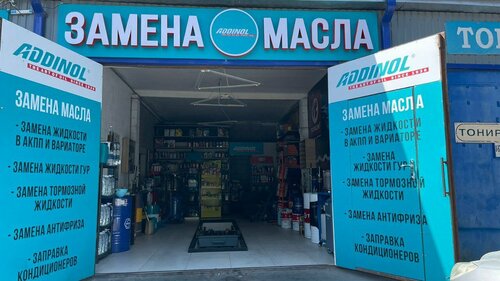 ЗАМЕНА ADDINOL МАСЛА
ADDINOL
THE ART OF OIL. SINCE 1936
ЗАМЕНА МАСЛА
- ЗАМЕНА ЖИДКОСТИ
В АКПП И ВАРИАТОРЕ
- ЗАМЕНА ЖИДКОСТИ ГУР
- ЗАМЕНА ТОРМОЗНОЙ
ЖИДКОСТИ
- ЗАМЕНА АНТИФРИЗА
- ЗАПРАВКА
КОНДИЦИОНЕРОВ
ADDINOL
THE ART OF OIL. SINCE 1936
ЗАМЕНА МАСЛА
- ЗАМЕНА ЖИДКОСТИ
В АКПП И ВАРИАТОРЕ
- ЗАМЕНА
ЖИДКОСТИ ГУР
- ЗАМЕНА ТОРМОЗНОЙ
ЖИДКОСТИ
- ЗАМЕНА АНТИФРИЗА
- ЗАПРАВКА
КОНДИЦИОНЕРОВ
ТО
ТОНИР